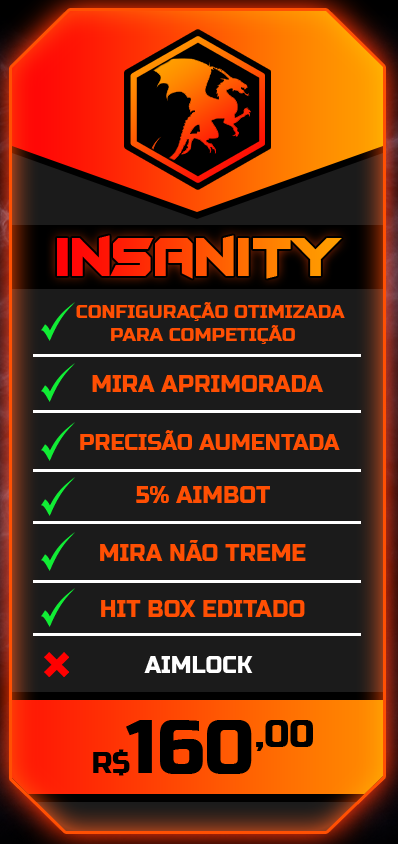 INSANITY
CONFIGURAÇÃO OTIMIZADA
PARA COMPETIÇÃO
MIRA APRIMORADA
PRECISÃO AUMENTADA
5% AIMBOT
MIRA NÃO TREME
HIT BOX EDITADO
AIMLOCK
R$160,00